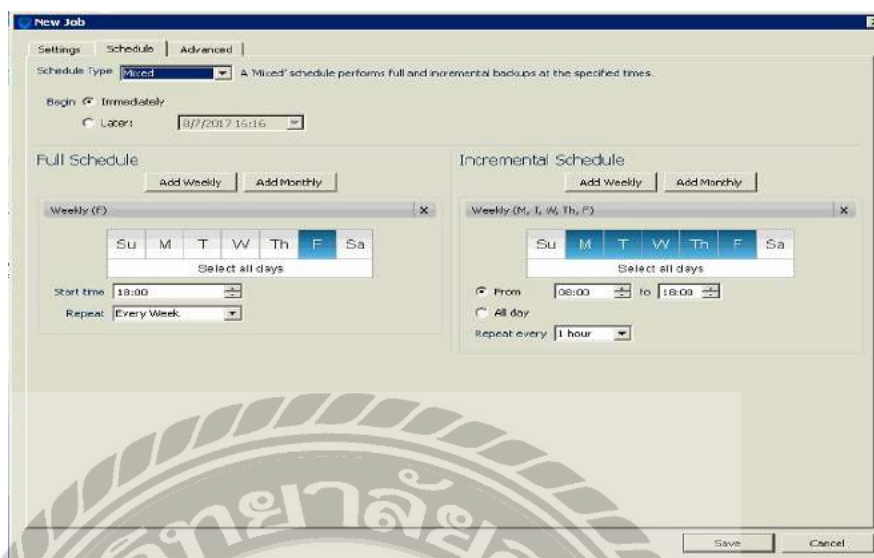 New Job
Settings Schedule Advanced
Schedule Type Mixed A 'Mixed' schedule performs full and incremental backups at the specified times.
Begin Immediately
Later: 8/7/2017 16:16
Full Schedule
Add Weekly Add Monthly
Weekly (F)
Su M T W Th F Sa
Select all days
Start time 18:00
Repeat Every Week
Incremental Schedule
Add Weekly Add Monthly
Weekly (M, T, W, Th, F)
Su M T W Th F Sa
Select all days
From 08:00 to 18:00
All day
Repeat every 1 hour
Save Cancel